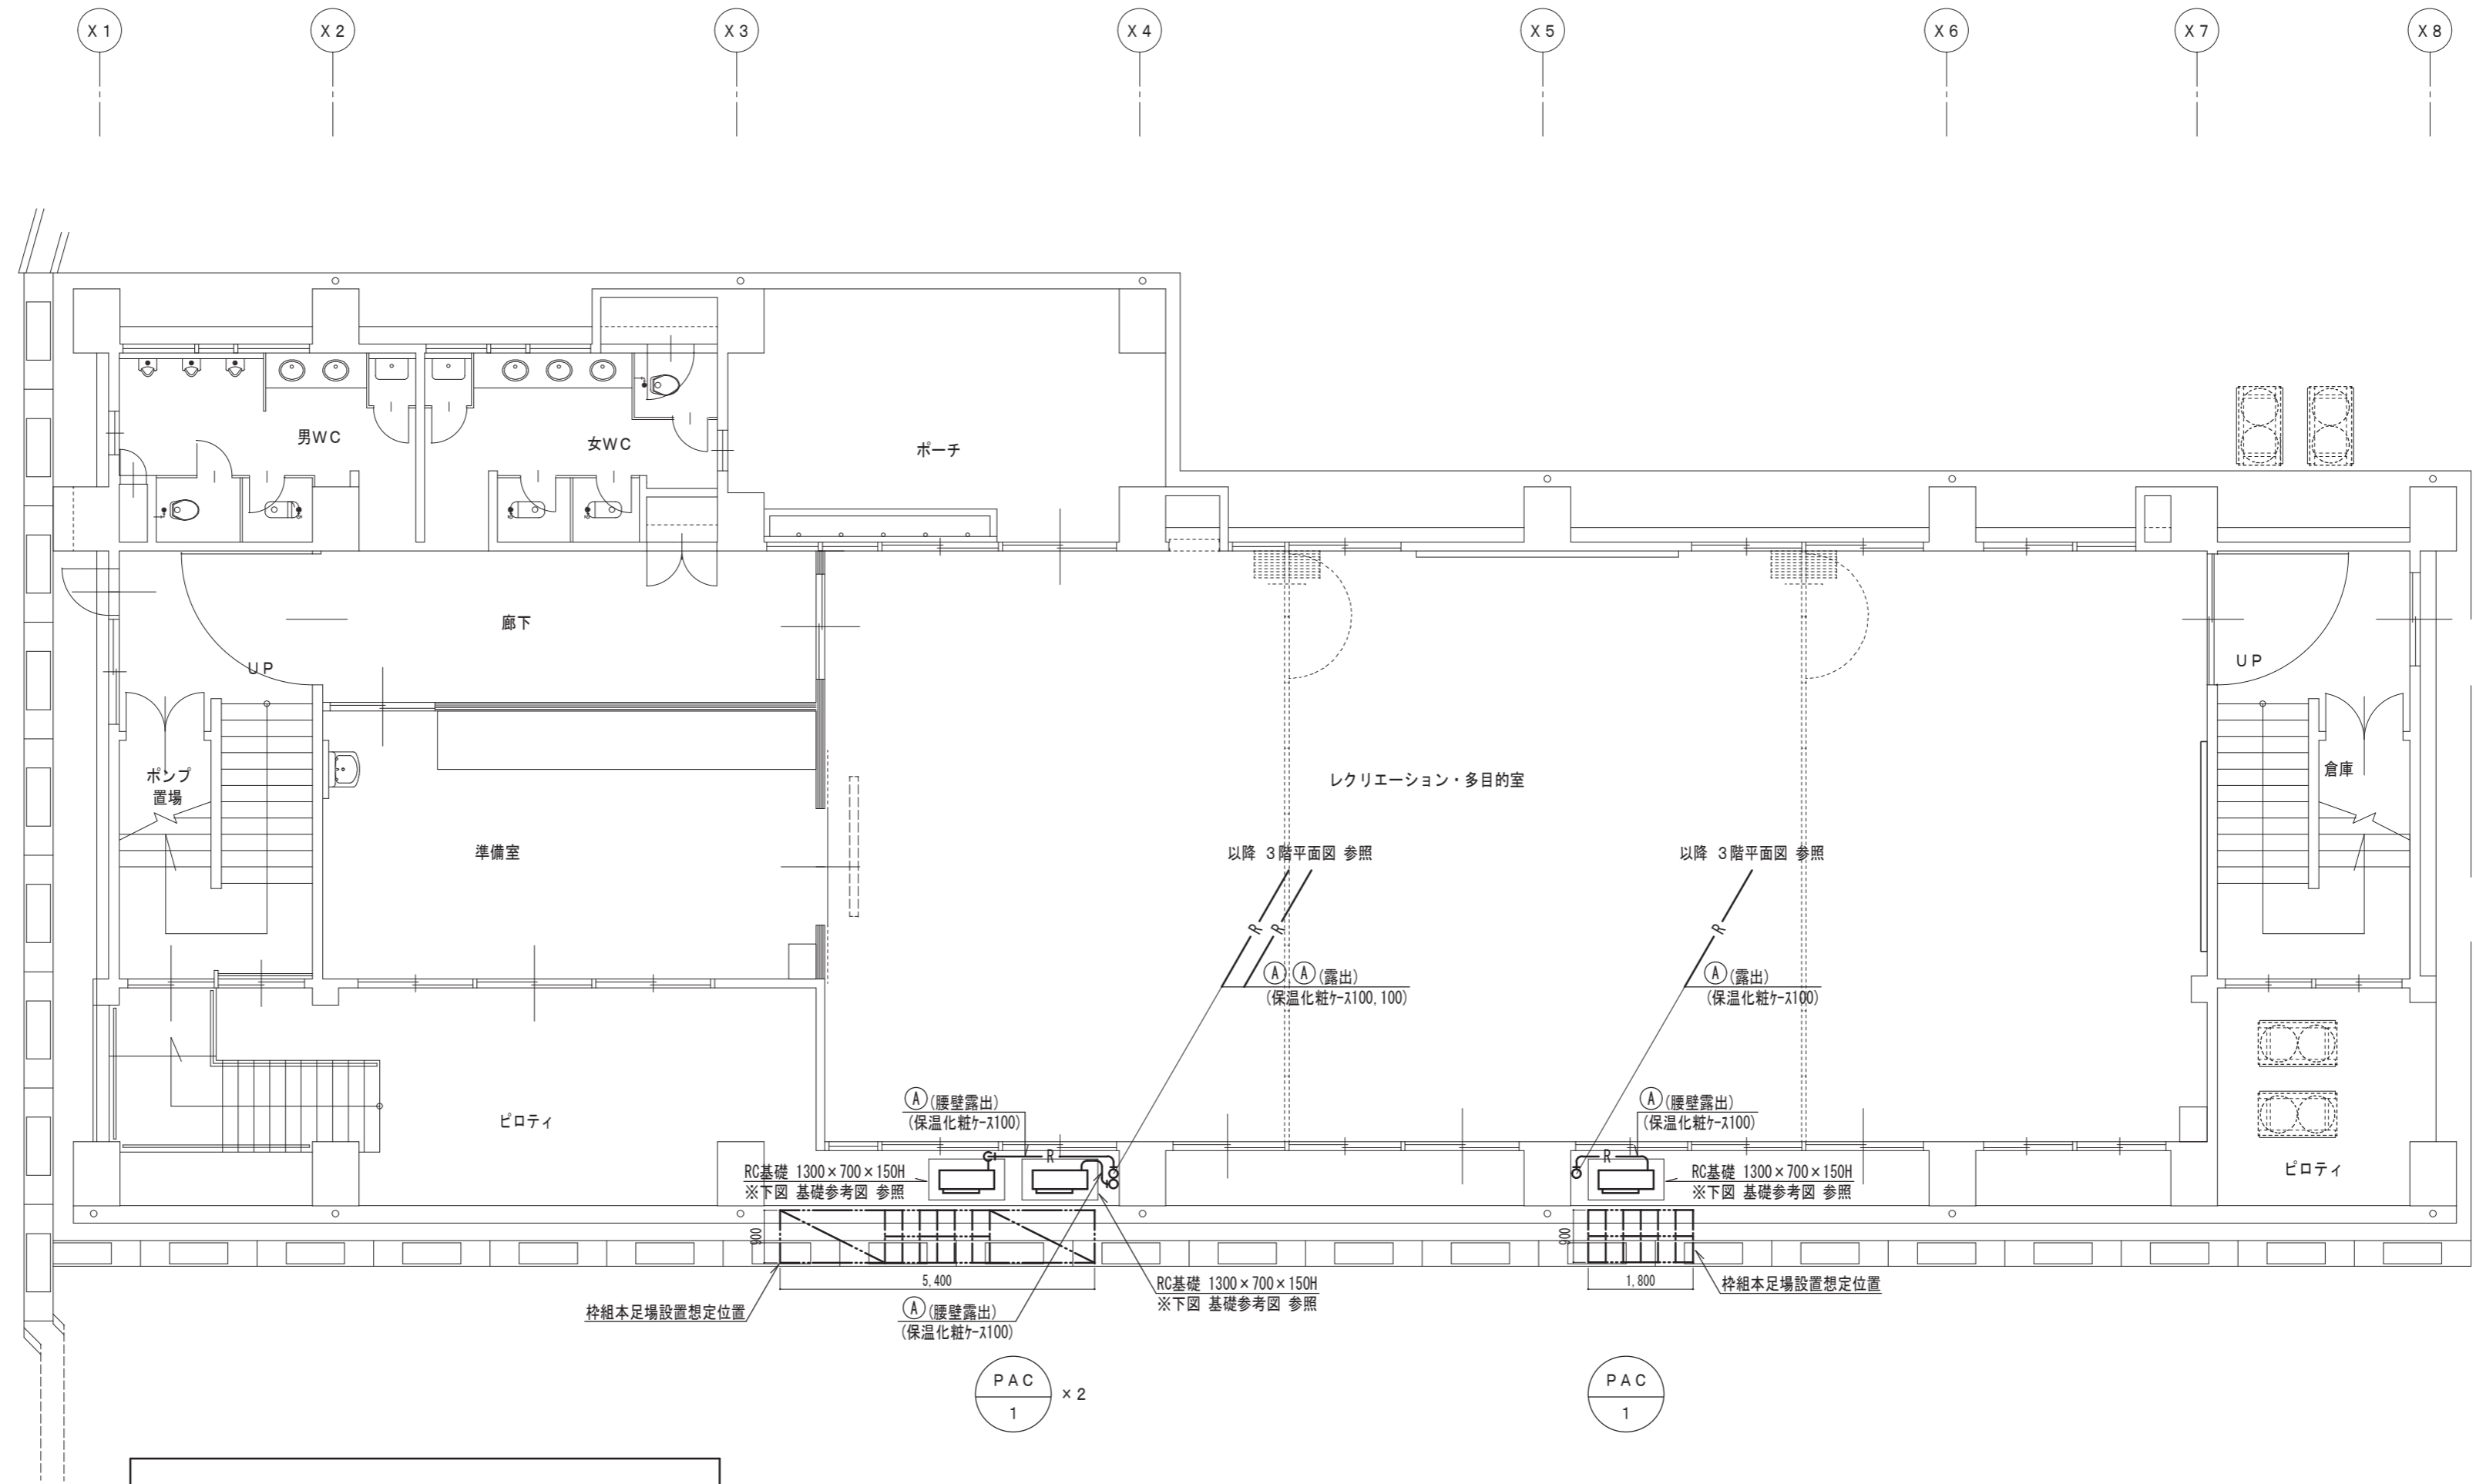 X1
X2
X3
X4
X5
X6
X7
X8
男WC
女WC
ポーチ
廊下
UP
UP
ポンプ
置場
倉庫
レクリエーション・多目的室
準備室
以降 3階平面図 参照
以降 3階平面図 参照
R
R
R
Ⓐ Ⓐ (露出)
(保温化粧ｹｰｽ100,100)
Ⓐ (露出)
(保温化粧ｹｰｽ100)
Ⓐ (腰壁露出)
(保温化粧ｹｰｽ100)
Ⓐ (腰壁露出)
(保温化粧ｹｰｽ100)
ピロティ
R
R
RC基礎 1300×700×150H
※下図 基礎参考図 参照
RC基礎 1300×700×150H
※下図 基礎参考図 参照
ピロティ
900
900
5,400
1,800
RC基礎 1300×700×150H
※下図 基礎参考図 参照
枠組本足場設置想定位置
枠組本足場設置想定位置
Ⓐ (腰壁露出)
(保温化粧ｹｰｽ100)
PAC
1
×2
PAC
1